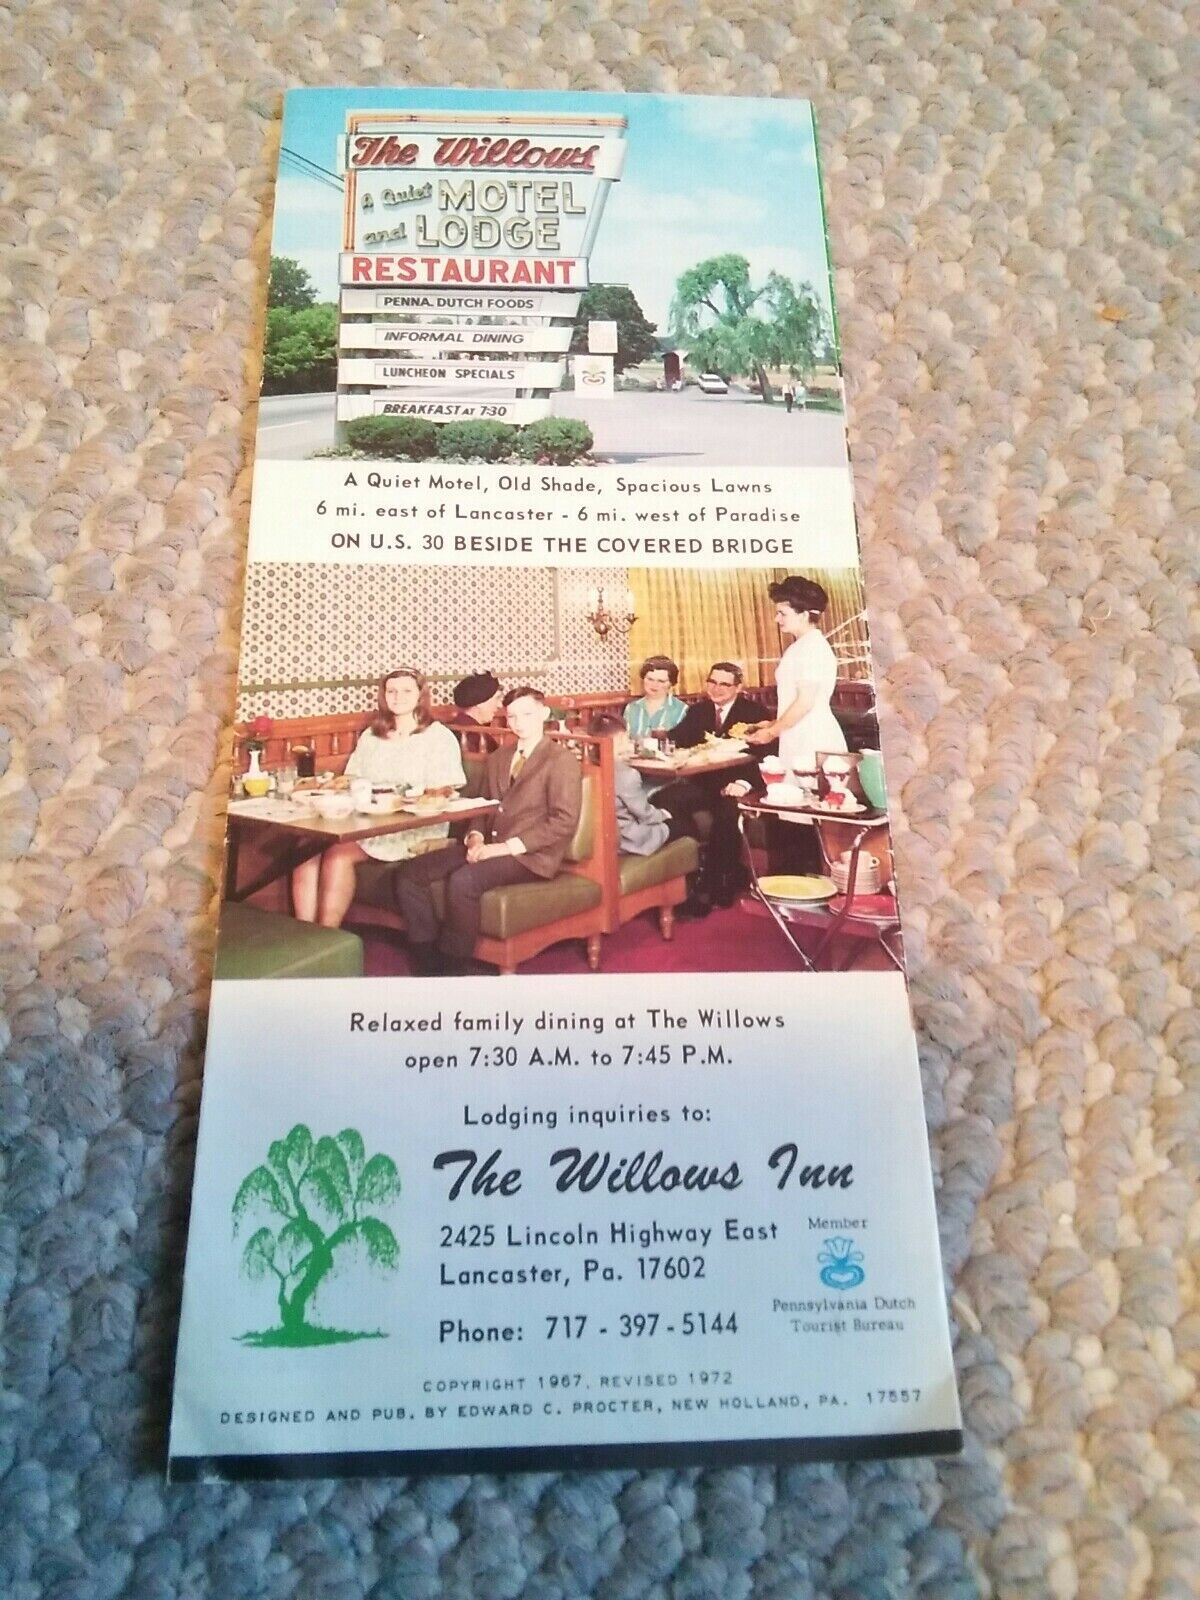 The Willows
A Quiet MOTEL
and LODGE
RESTAURANT
PENNA. DUTCH FOODS
INFORMAL DINING
LUNCHEON SPECIALS
BREAKFAST AT 7:30
A Quiet Motel, Old Shade, Spacious Lawns
6 mi. east of Lancaster - 6 mi. west of Paradise
ON U.S. 30 BESIDE THE COVERED BRIDGE
Relaxed family dining at The Willows
open 7:30 A.M. to 7:45 P.M.
Lodging inquiries to:
The Willows Inn
2425 Lincoln Highway East
Lancaster, Pa. 17602
Phone: 717 - 397 - 5144
Member
Pennsylvania Dutch
Tourist Bureau
COPYRIGHT 1967, REVISED 1972
DESIGNED AND PUB. BY EDWARD C. PROCTER, NEW HOLLAND, PA. 17557